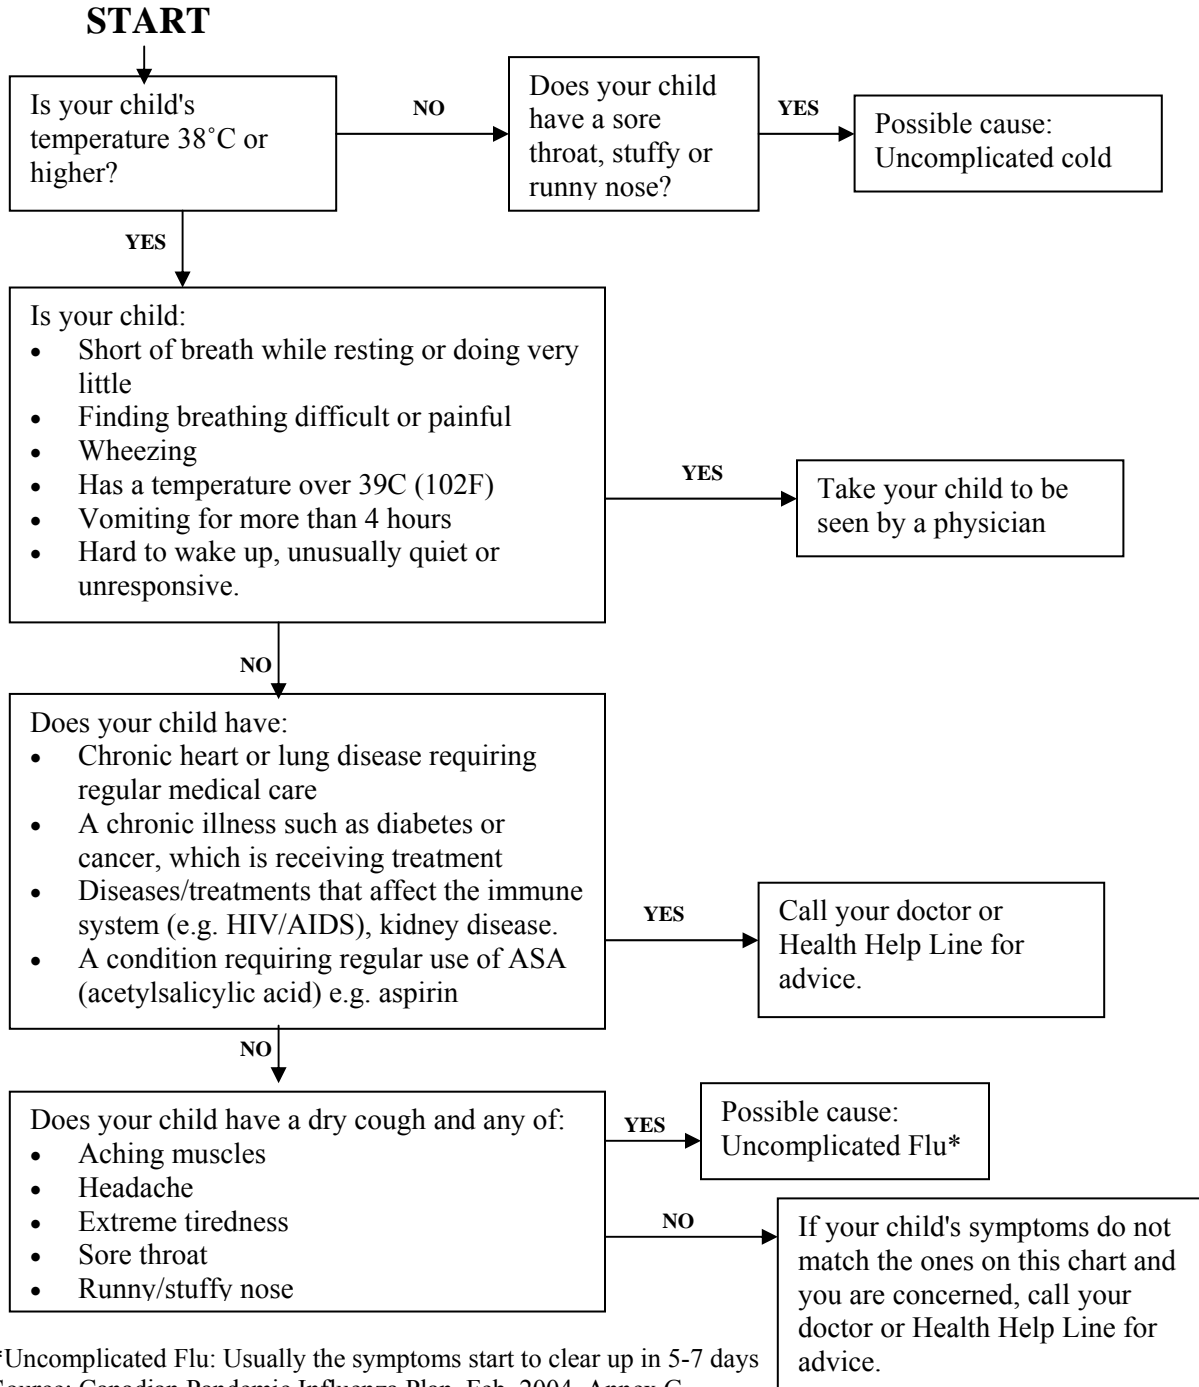 START
Is your child's
temperature 38˚C or
higher?
NO
Does your child
have a sore
throat, stuffy or
runny nose?
YES
Possible cause:
Uncomplicated cold
YES
Is your child:
• Short of breath while resting or doing very
little
• Finding breathing difficult or painful
• Wheezing
• Has a temperature over 39C (102F)
• Vomiting for more than 4 hours
• Hard to wake up, unusually quiet or
unresponsive.
YES
Take your child to be
seen by a physician
NO
Does your child have:
• Chronic heart or lung disease requiring
regular medical care
• A chronic illness such as diabetes or
cancer, which is receiving treatment
• Diseases/treatments that affect the immune
system (e.g. HIV/AIDS), kidney disease.
• A condition requiring regular use of ASA
(acetylsalicylic acid) e.g. aspirin
YES
Call your doctor or
Health Help Line for
advice.
NO
Does your child have a dry cough and any of:
• Aching muscles
• Headache
• Extreme tiredness
• Sore throat
• Runny/stuffy nose
YES
Possible cause:
Uncomplicated Flu*
NO
If your child's symptoms do not
match the ones on this chart and
you are concerned, call your
doctor or Health Help Line for
advice.
*Uncomplicated Flu: Usually the symptoms start to clear up in 5-7 days
Source: Canadian Pandemic Influenza Plan, Feb. 2004, Annex G